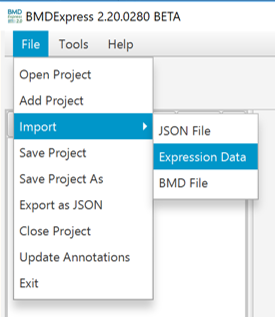 BMD
Express
BMDExpress 2.20.0280 BETA
File Tools Help
Open Project
Add Project
Import
JSON File
Save Project
Expression Data
Save Project As
BMD File
Export as JSON
Close Project
Update Annotations
Exit